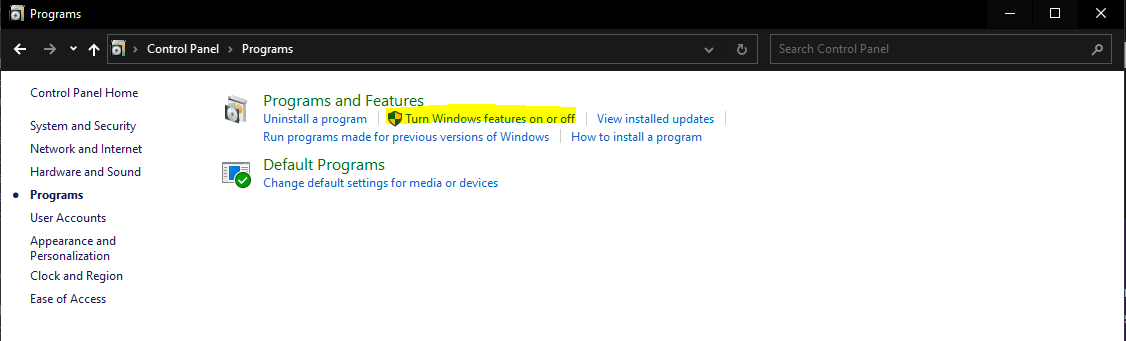 Programs
Control Panel Programs
Search Control Panel
Control Panel Home
System and Security
Network and Internet
Hardware and Sound
Programs
User Accounts
Appearance and
Personalization
Clock and Region
Ease of Access
Programs and Features
Uninstall a program Turn Windows features on or off View installed updates
Run programs made for previous versions of Windows How to install a program
Default Programs
Change default settings for media or devices